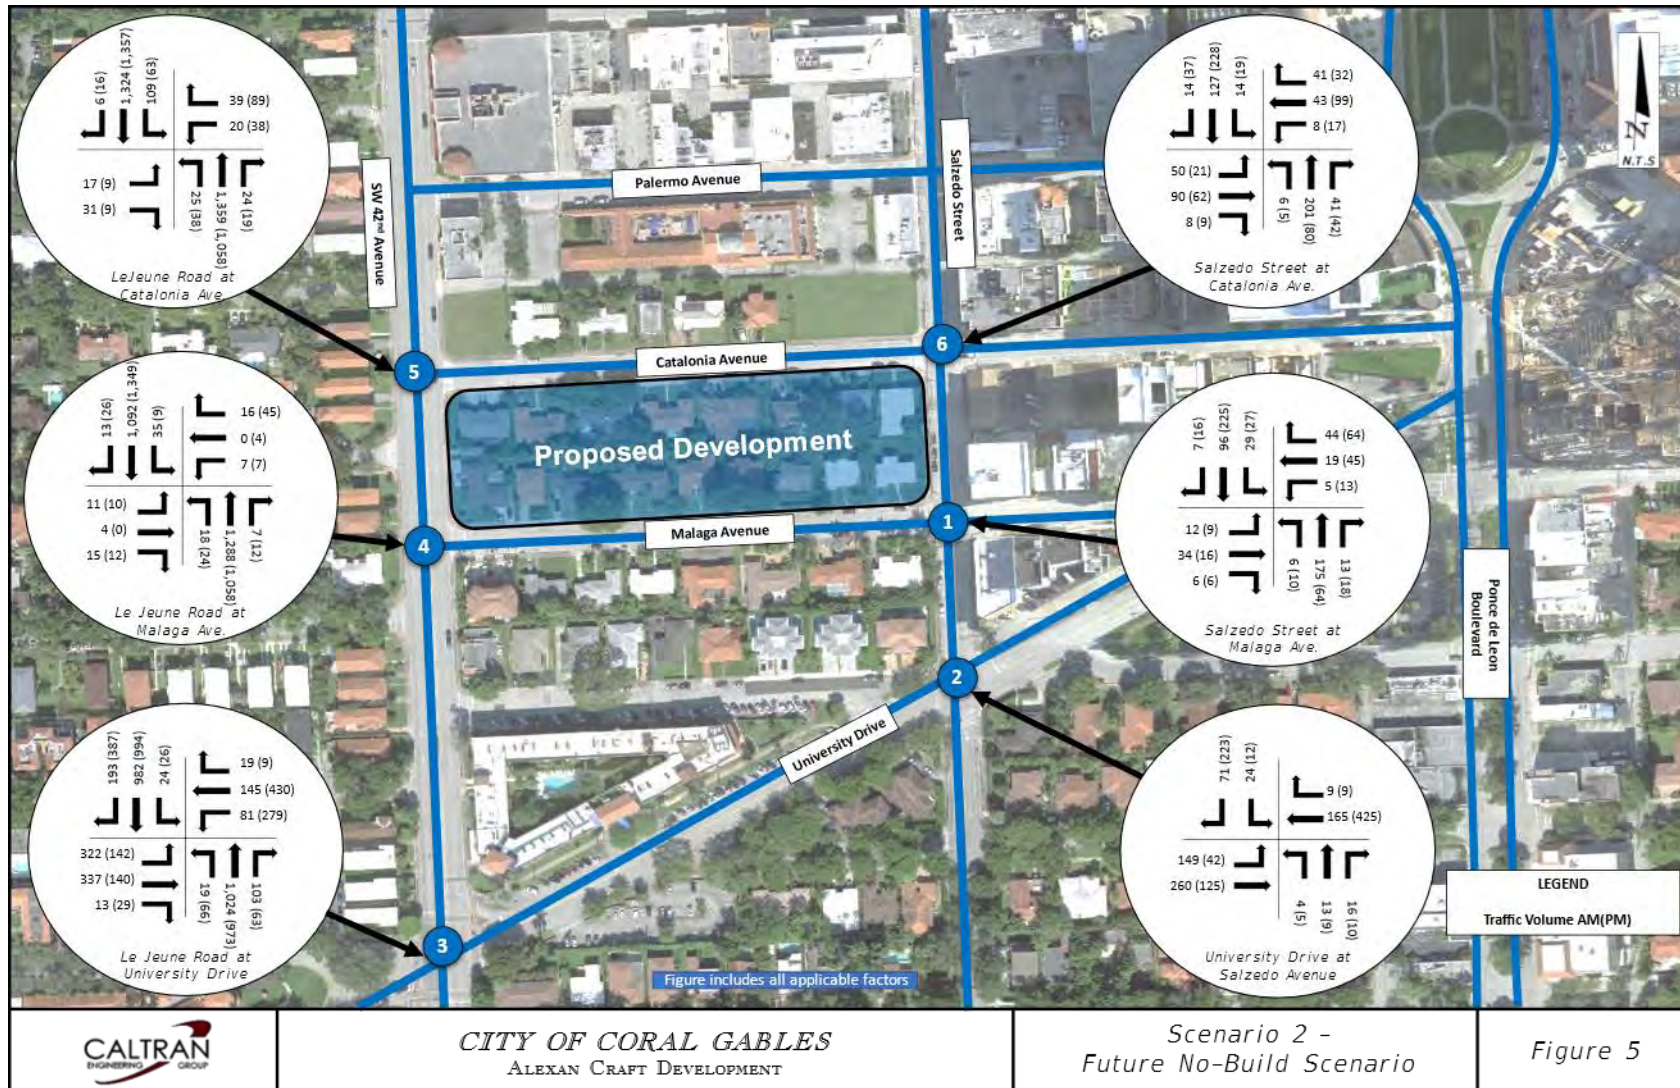 6 (16)
1,324 (1,357)
109 (63)
39 (89)
20 (38)
17 (9)
31 (9)
25 (38)
1,359 (1,058)
24 (19)
LeJeune Road at
Catalonia Ave.
13 (26)
1,092 (1,349)
35 (9)
16 (45)
0 (4)
7 (7)
11 (10)
4 (0)
15 (12)
18 (24)
1,288 (1,058)
7 (12)
Le Jeune Road at
Malaga Ave.
193 (387)
982 (994)
24 (26)
19 (9)
145 (430)
81 (279)
322 (142)
337 (140)
13 (29)
19 (66)
1,024 (973)
103 (63)
Le Jeune Road at
University Drive
SW 42nd Avenue
Palermo Avenue
Salzedo Street
Catalonia Avenue
Proposed Development
Malaga Avenue
University Drive
5
6
4
1
2
3
Figure includes all applicable factors
14 (37)
127 (228)
14 (19)
41 (32)
43 (99)
8 (17)
50 (21)
90 (62)
8 (9)
6 (5)
201 (80)
41 (42)
Salzedo Street at
Catalonia Ave.
7 (16)
96 (225)
29 (27)
44 (64)
19 (45)
5 (13)
12 (9)
34 (16)
6 (6)
6 (10)
175 (64)
13 (18)
Salzedo Street at
Malaga Ave.
71 (223)
24 (12)
9 (9)
165 (425)
149 (42)
260 (125)
4 (5)
13 (9)
16 (10)
University Drive at
Salzedo Avenue
N
N.T.S
Ponce de Leon
Boulevard
LEGEND
Traffic Volume AM(PM)
CALTRAN
ENGINEERING GROUP
CITY OF CORAL GABLES
ALEXAN CRAFT DEVELOPMENT
Scenario 2 -
Future No-Build Scenario
Figure 5